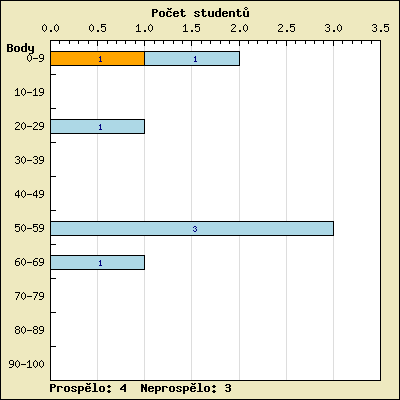 Počet studentů
0.0 0.5 1.0 1.5 2.0 2.5 3.0 3.5
Body
0-9 1 1
10-19
20-29 1
30-39
40-49
50-59 3
60-69 1
70-79
80-89
90-100
Prospělo: 4 Neprospělo: 3